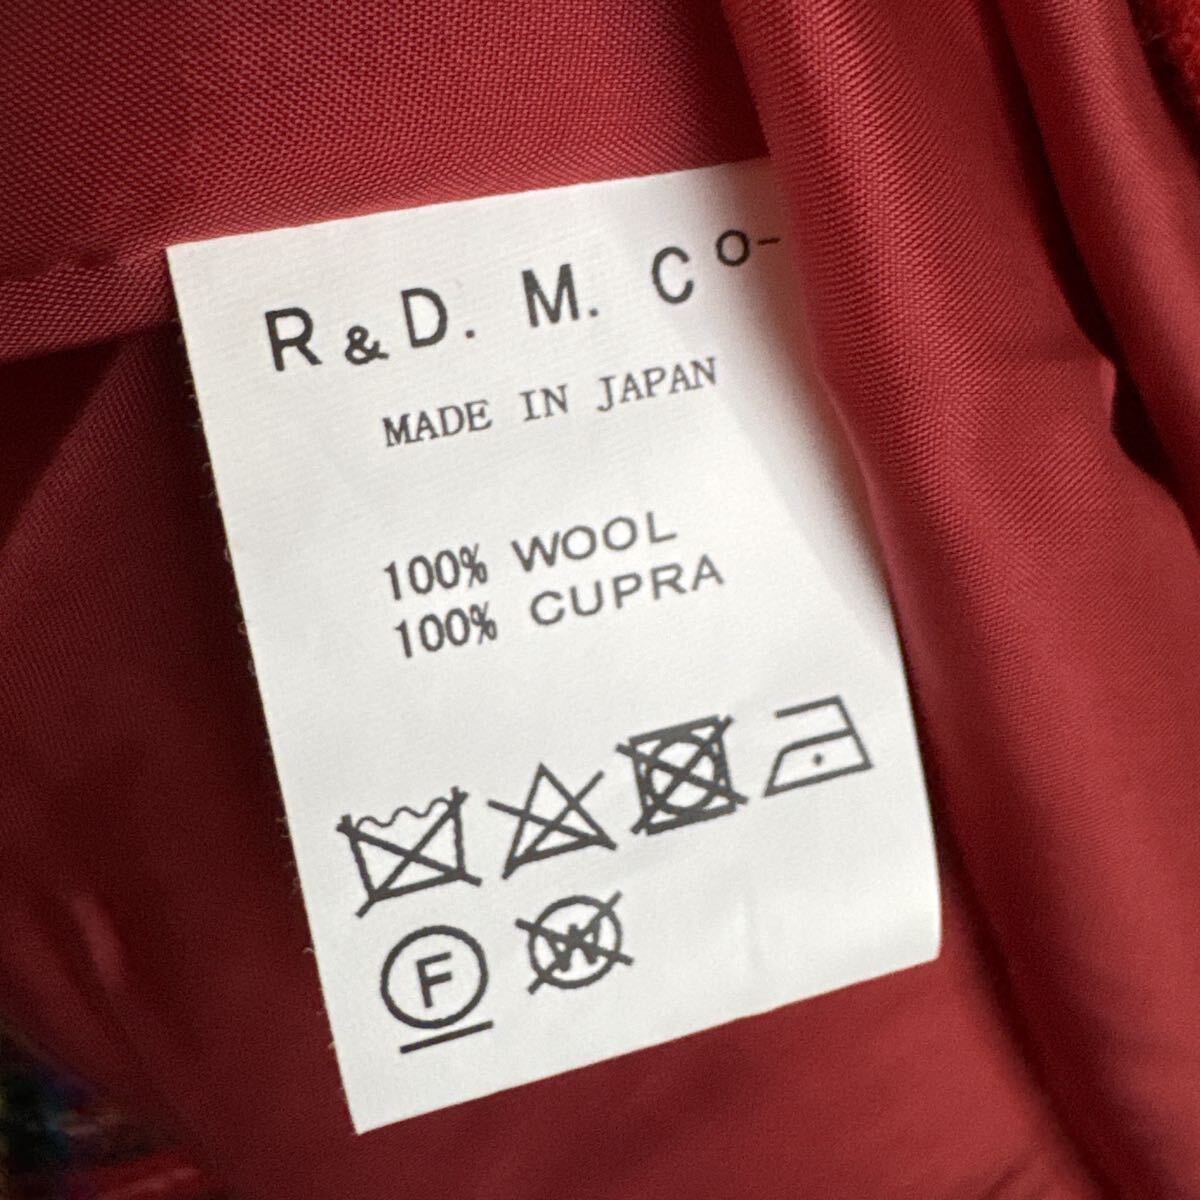 R&D. M. Co-
MADE IN JAPAN
100% WOOL
100% CUPRA
F W